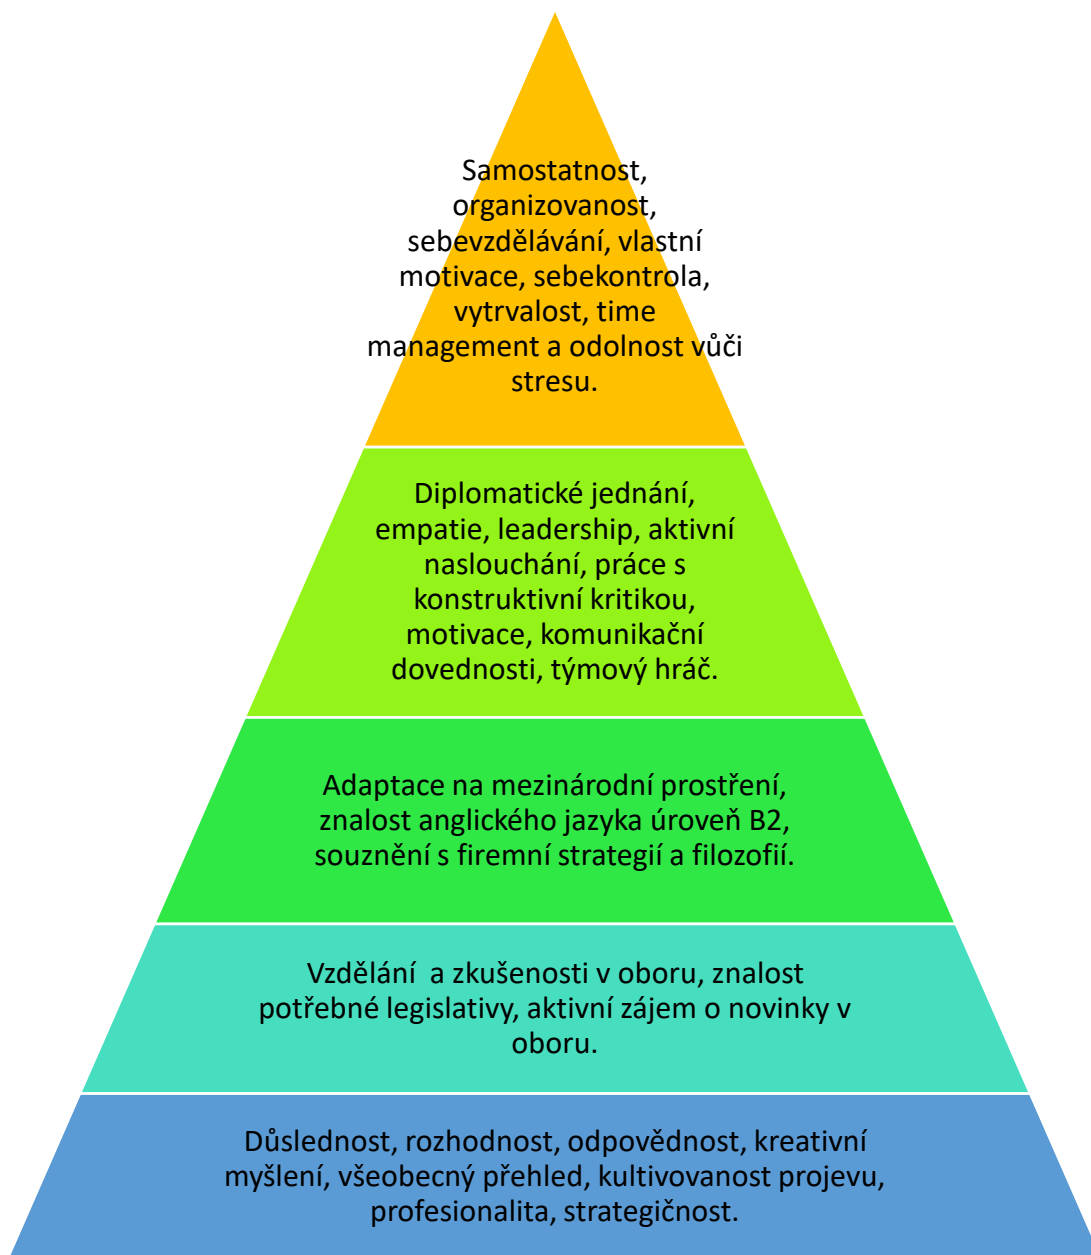 Samostatnost,
organizovanost,
sebevzdělávání, vlastní
motivace, sebekontrola,
vytrvalost, time
management a odolnost vůči
stresu.
Diplomatické jednání,
empatie, leadership, aktivní
naslouchání, práce s
konstruktivní kritikou,
motivace, komunikační
dovednosti, týmový hráč.
Adaptace na mezinárodní prostření,
znalost anglického jazyka úroveň B2,
souznění s firemní strategií a filozofií.
Vzdělání  a zkušenosti v oboru, znalost
potřebné legislativy, aktivní zájem o novinky v
oboru.
Důslednost, rozhodnost, odpovědnost, kreativní
myšlení, všeobecný přehled, kultivovanost projevu,
profesionalita, strategičnost.